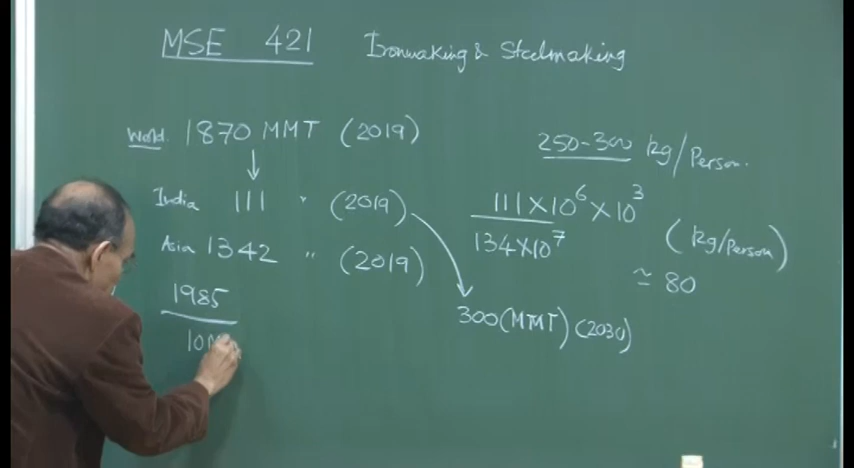 MSE 421 Ironmaking & Steelmaking
World. 1870 MMT (2019)
250-300 kg/Person.
India 111 " (2019)
111×10⁶×10³
134×10⁷
(kg/Person)
≃ 80
Asia 1342 " (2019)
300(MMT)(2030)
1985
10M